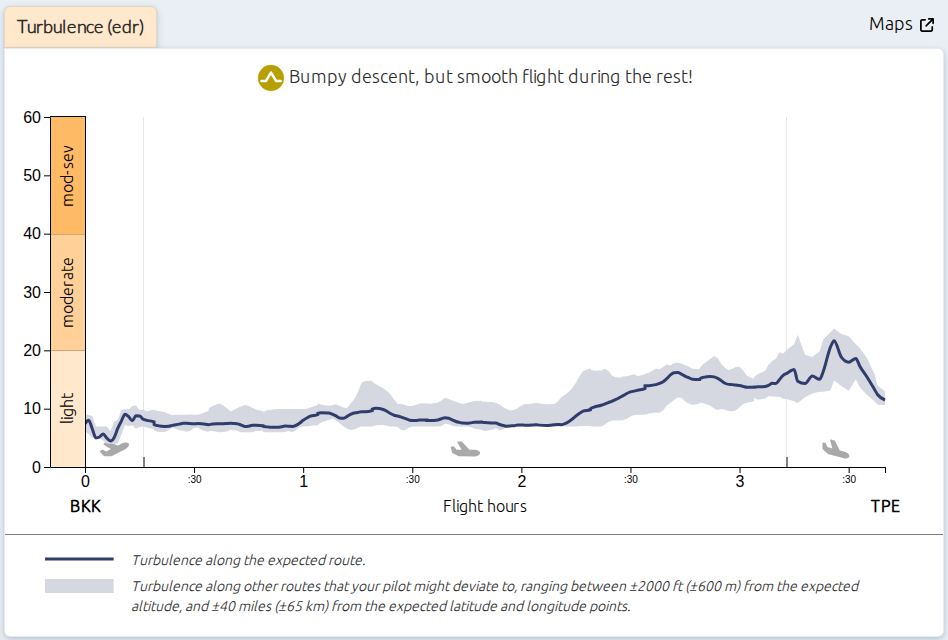 Turbulence (edr)
Maps
Bumpy descent, but smooth flight during the rest!
60
50
40
30
20
10
0
mod-sev
moderate
light
0 :30 1 :30 2 :30 3 :30
BKK Flight hours TPE
Turbulence along the expected route.
Turbulence along other routes that your pilot might deviate to, ranging between ±2000 ft (±600 m) from the expected
altitude, and ±40 miles (±65 km) from the expected latitude and longitude points.